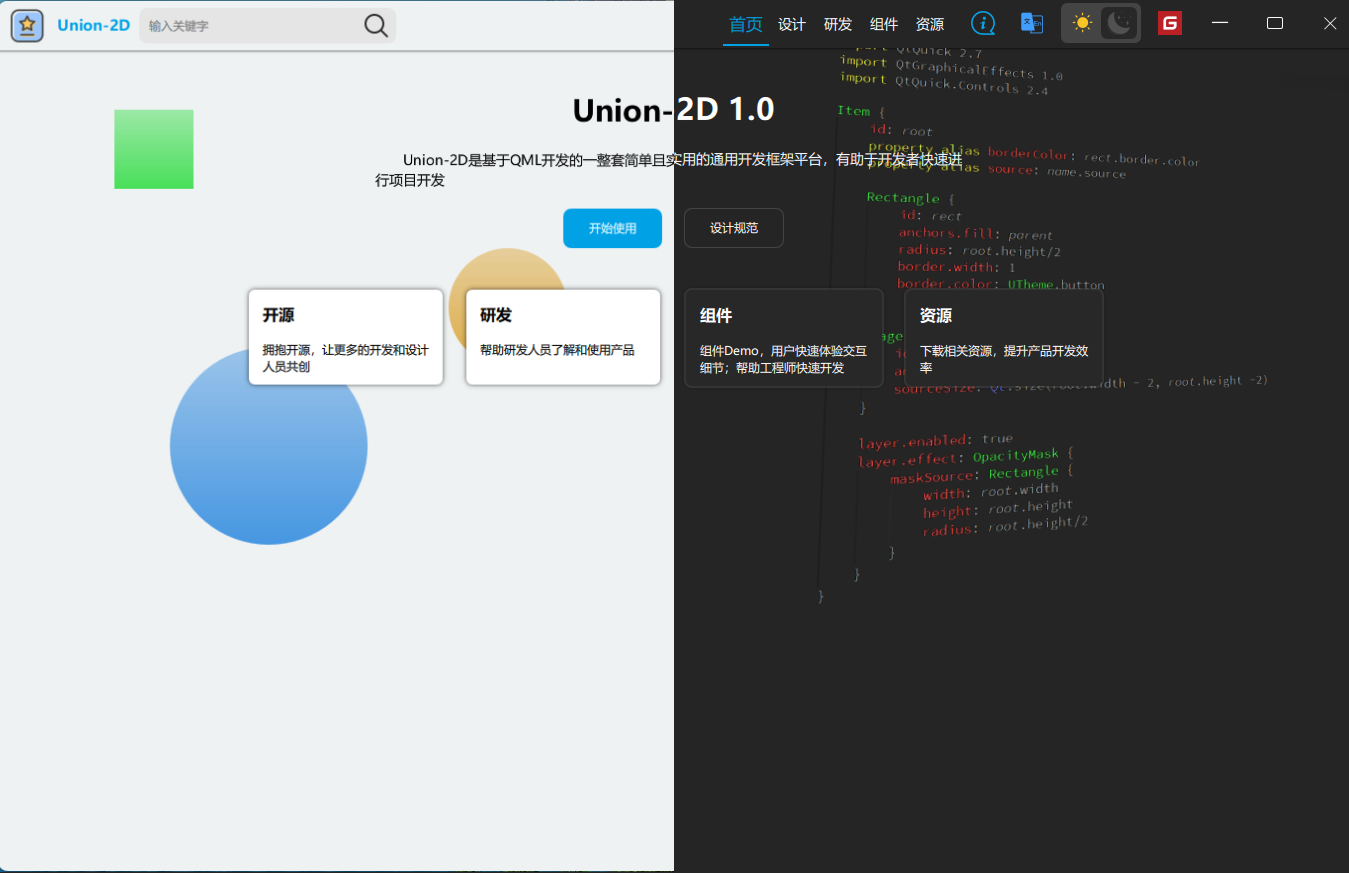 Union-2D
输入关键字
首页 设计 研发 组件 资源
En
Union-2D 1.0
Union-2D是基于QML开发的一整套简单且实用的通用开发框架平台，有助于开发者快速进
行项目开发
开始使用
设计规范
开源
拥抱开源，让更多的开发和设计
人员共创
研发
帮助研发人员了解和使用产品
组件
组件Demo，用户快速体验交互
细节；帮助工程师快速开发
资源
下载相关资源，提升产品开发效
率
import QtQuick 2.7
import QtGraphicalEffects 1.0
import QtQuick.Controls 2.4
Item {
id: root
property alias borderColor: rect.border.color
property alias source: name.source
Rectangle {
id: rect
anchors.fill: parent
radius: root.height/2
border.width: 1
border.color: UTheme.button
- 2, root.height -2)
}
layer.enabled: true
layer.effect: OpacityMask {
maskSource: Rectangle {
width: root.width
height: root.height
radius: root.height/2
}
}
}